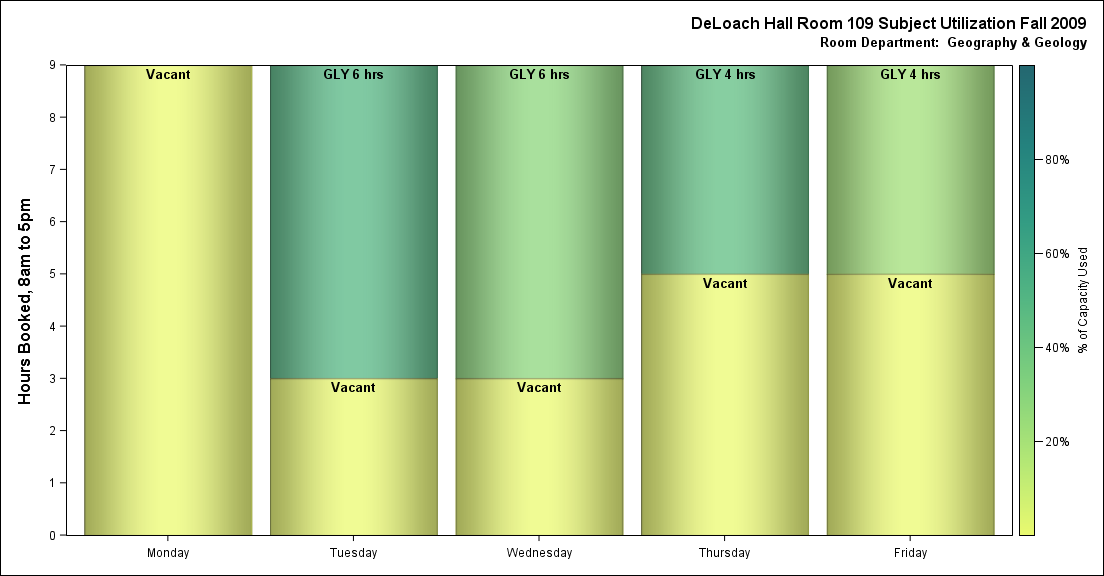 DeLoach Hall Room 109 Subject Utilization Fall 2009
Room Department:  Geography & Geology
Hours Booked, 8am to 5pm
9
8
7
6
5
4
3
2
1
0
Vacant
GLY 6 hrs
GLY 6 hrs
GLY 4 hrs
GLY 4 hrs
Vacant
Vacant
Vacant
Vacant
Monday
Tuesday
Wednesday
Thursday
Friday
80%
60%
40%
20%
% of Capacity Used